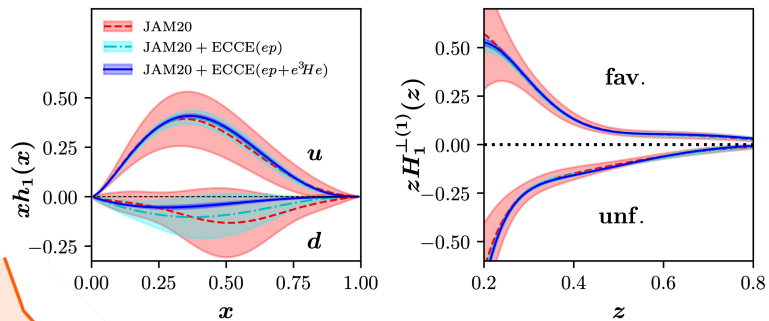 JAM20
JAM20 + ECCE(ep)
JAM20 + ECCE(ep+e³He)
xh₁(x)
0.50
0.25
0.00
−0.25
u
d
0.00 0.25 0.50 0.75 1.00
x
zH₁^⊥(1)(z)
0.50
0.25
0.00
−0.25
−0.50
fav.
unf.
0.2 0.4 0.6 0.8
z